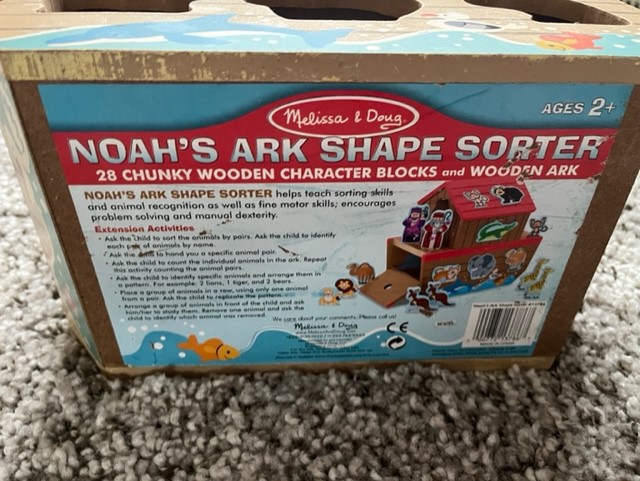 Melissa & Doug
AGES 2+
NOAH'S ARK SHAPE SORTER
28 CHUNKY WOODEN CHARACTER BLOCKS and WOODEN ARK
NOAH'S ARK SHAPE SORTER helps teach sorting skills
and animal recognition as well as fine motor skills; encourages
problem solving and manual dexterity.
Extension Activities
• Ask the child to sort the animals by pairs. Ask the child to identify
each pair of animals by name.
• Ask the child to hand you a specific animal pair.
• Ask the child to count the individual animals in the ark. Repeat
this activity counting the animal pairs.
• Ask the child to identify specific animals and arrange them in
a pattern. For example: 2 lions, 1 tiger, and 2 bears.
• Place a group of animals in a row, using only one animal
from a pair. Ask the child to replicate the pattern.
• Arrange a group of animals in front of the child and ask
him/her to study them. Remove one animal and ask the
child to identify which animal was removed.
We care about your comments. Please call us!
Melissa & Doug
CE